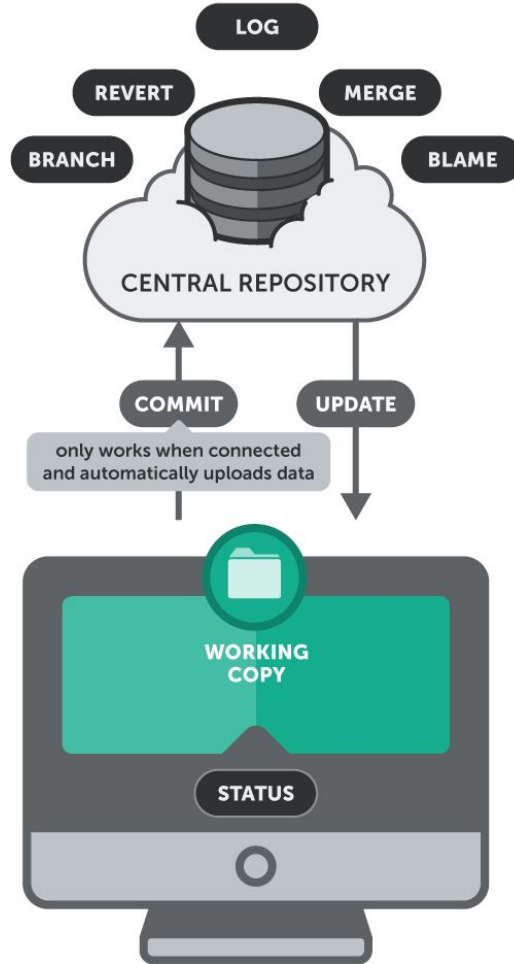 LOG
REVERT
MERGE
BRANCH
BLAME
CENTRAL REPOSITORY
COMMIT
UPDATE
only works when connected
and automatically uploads data
WORKING
COPY
STATUS